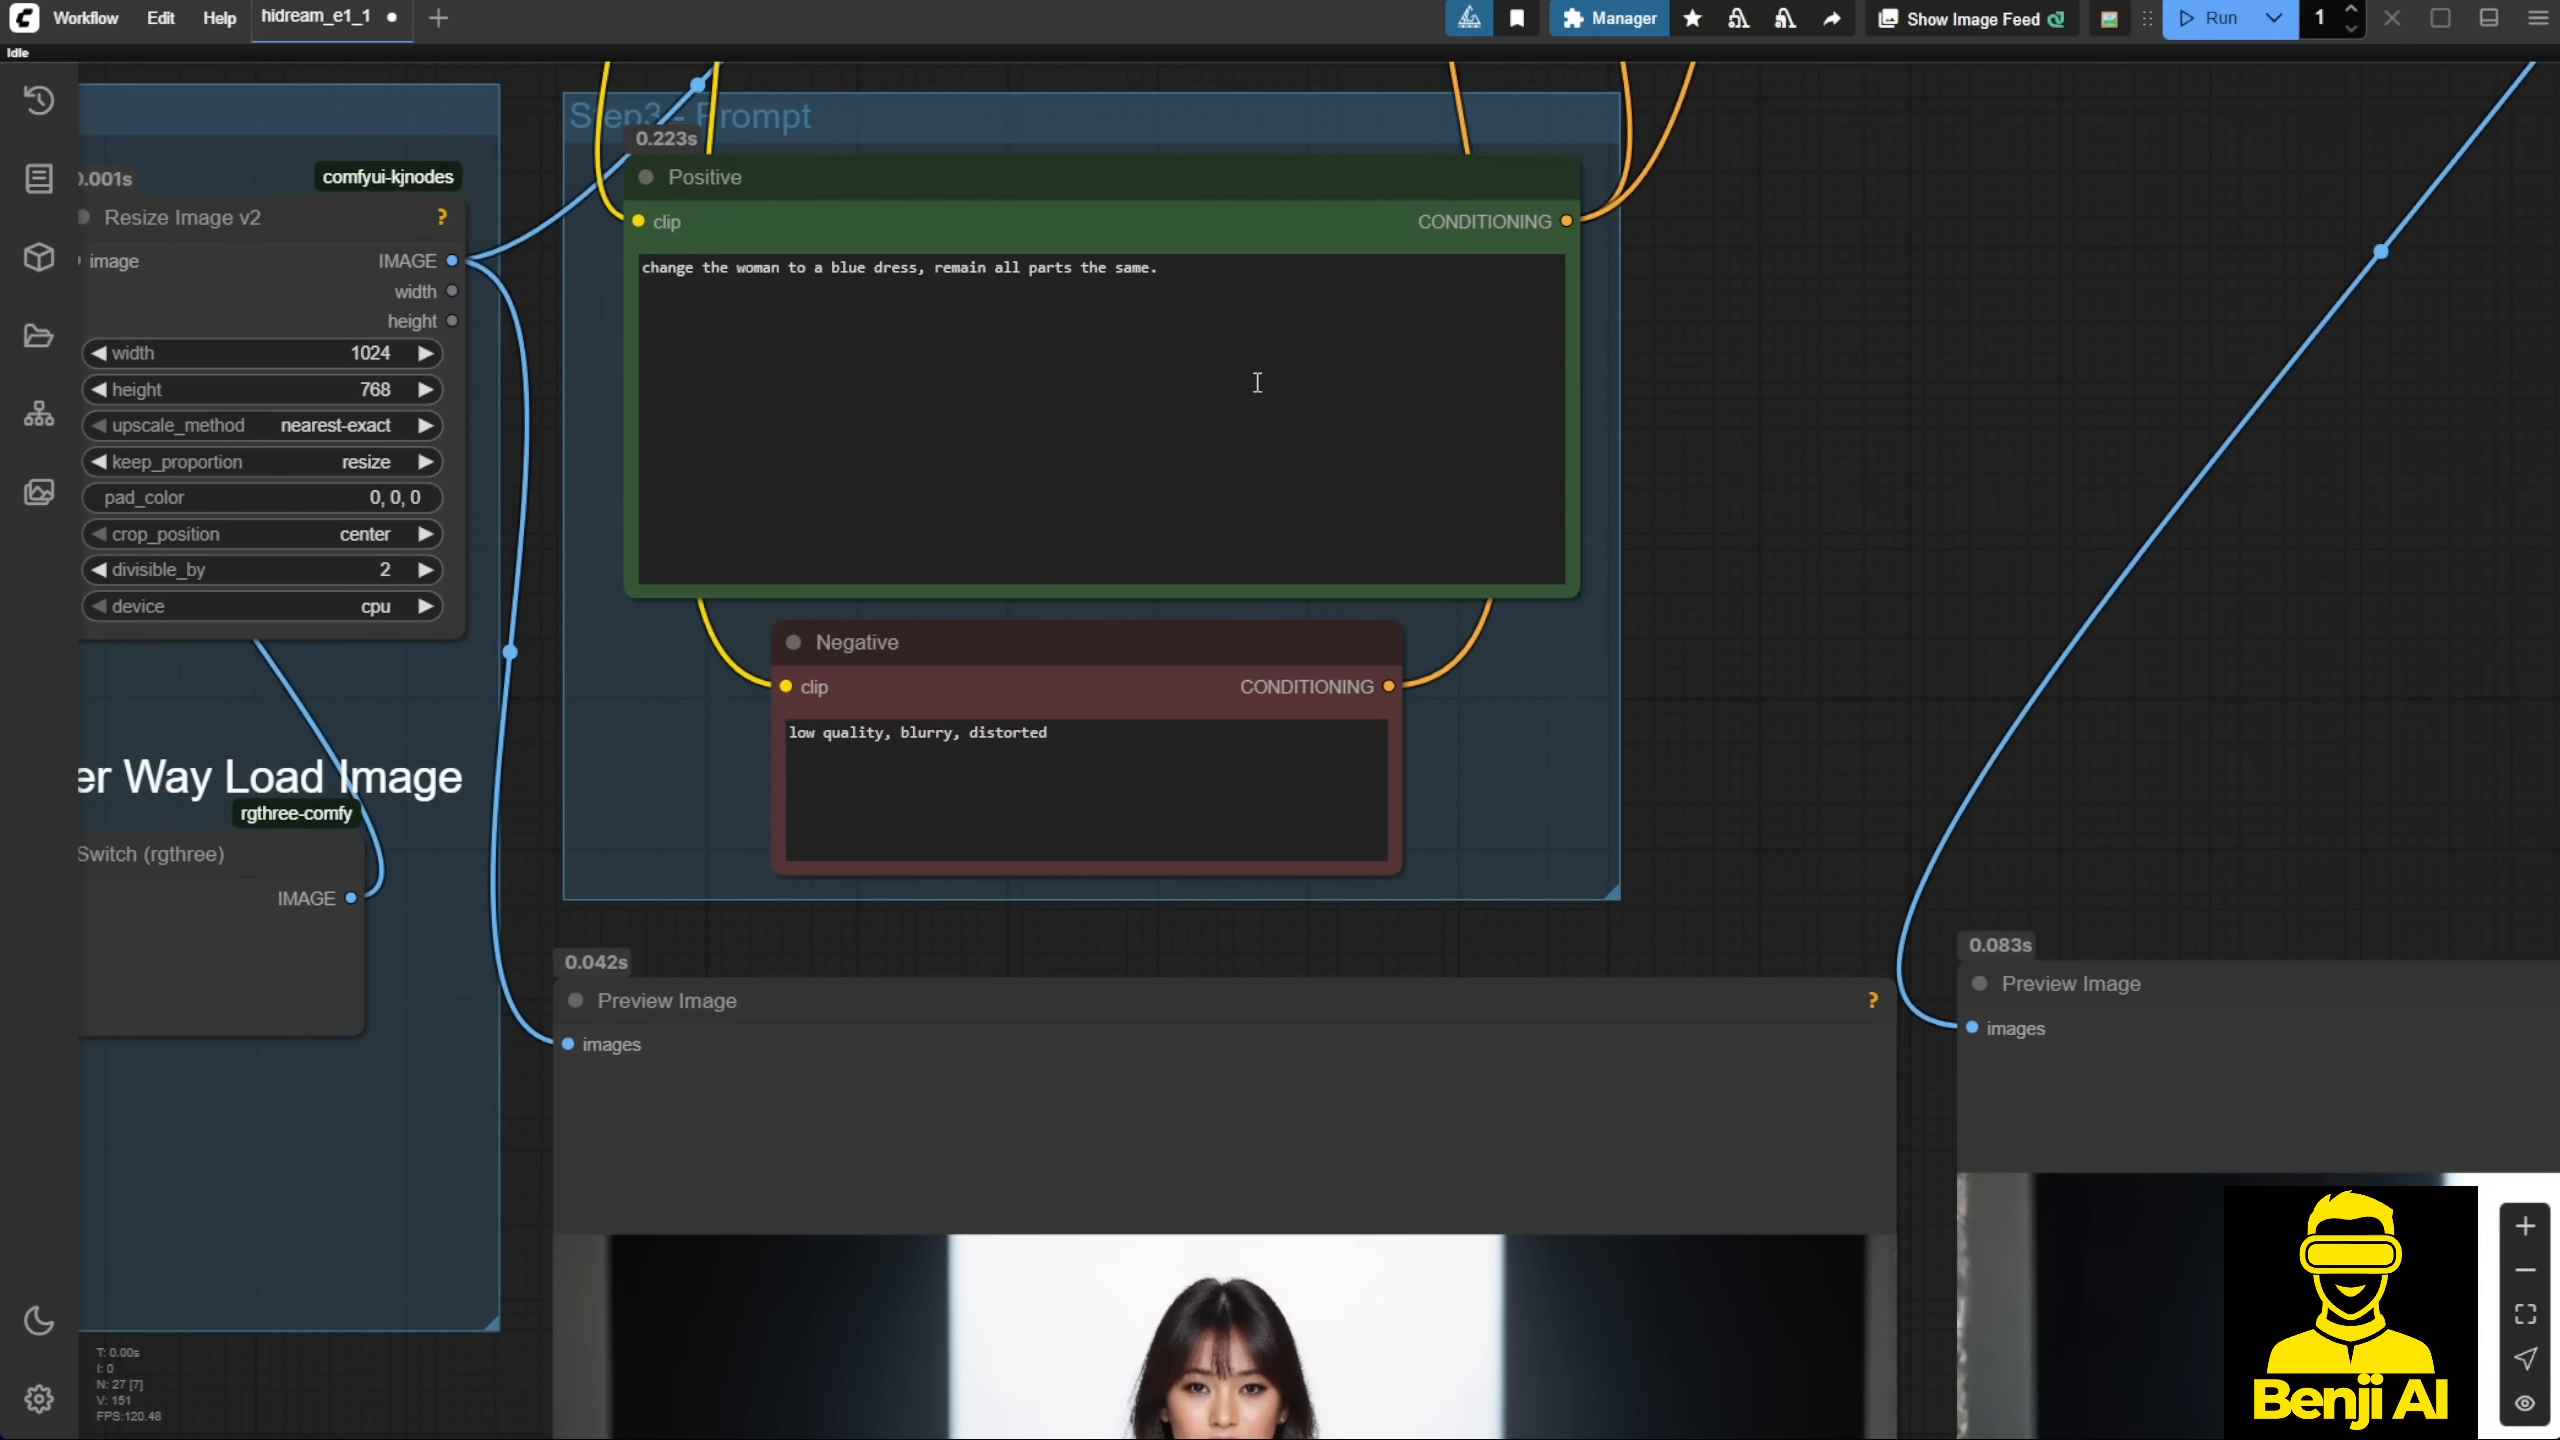 Workflow Edit Help hidream_e1_1
Manager
Show Image Feed
Run
1
Idle
Step3 - Prompt
0.223s
Positive
clip
CONDITIONING
change the woman to a blue dress, remain all parts the same.
0.001s
comfyui-kjnodes
Resize Image v2
?
image
IMAGE
width
height
width 1024
height 768
upscale_method nearest-exact
keep_proportion resize
pad_color 0, 0, 0
crop_position center
divisible_by 2
device cpu
Negative
clip
CONDITIONING
low quality, blurry, distorted
er Way Load Image
rgthree-comfy
Switch (rgthree)
IMAGE
0.042s
Preview Image
?
images
0.083s
Preview Image
images
T: 0.00s
I: 0
N: 27 [7]
V: 151
FPS:120.48
Benji AI